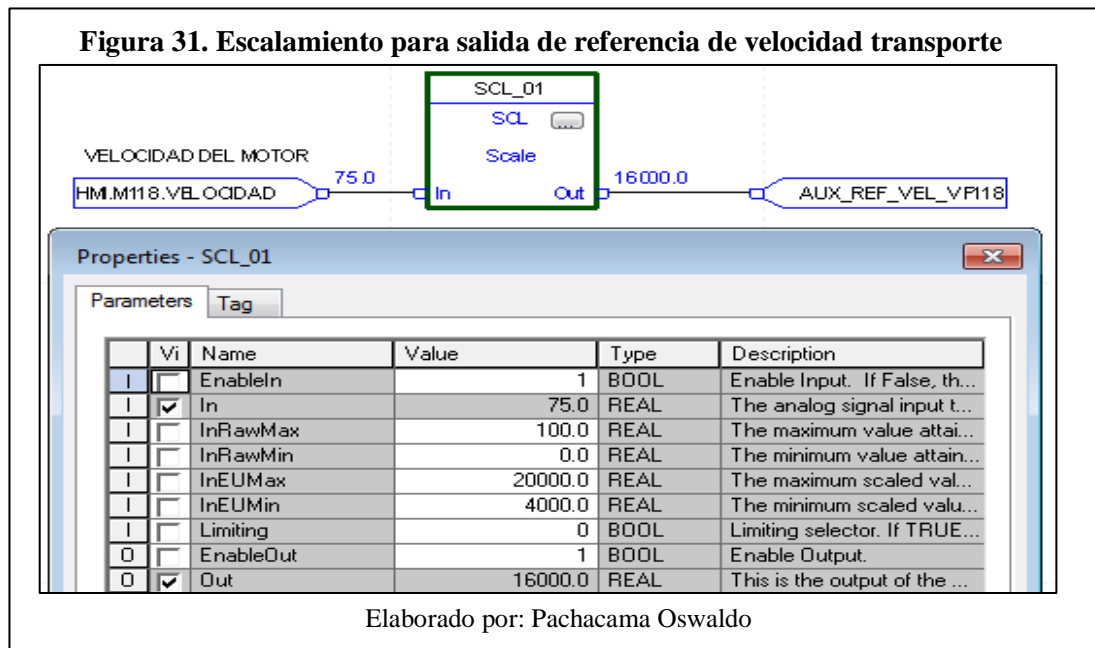 Figura 31. Escalamiento para salida de referencia de velocidad transporte
SCL_01
SCL ...
Scale
VELOCIDAD DEL MOTOR
HMI.M118.VELOCIDAD 75.0 In Out 16000.0 AUX_REF_VEL_VFI118
Properties - SCL_01
Parameters Tag
Vi Name Value Type Description
I EnableIn 1 BOOL Enable Input. If False, th...
I In 75.0 REAL The analog signal input t...
I InRawMax 100.0 REAL The maximum value attai...
I InRawMin 0.0 REAL The minimum value attain...
I InEUMax 20000.0 REAL The maximum scaled val...
I InEUMin 4000.0 REAL The minimum scaled valu...
I Limiting 0 BOOL Limiting selector. If TRUE...
O EnableOut 1 BOOL Enable Output.
O Out 16000.0 REAL This is the output of the ...
Elaborado por: Pachacama Oswaldo